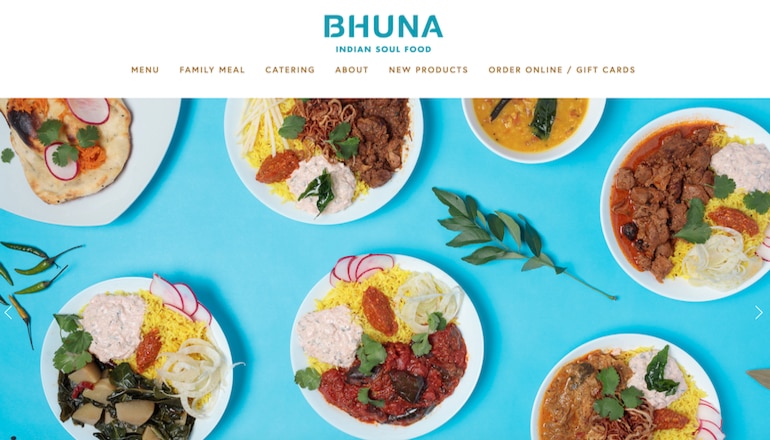 BHUNA
INDIAN SOUL FOOD
MENU FAMILY MEAL CATERING ABOUT NEW PRODUCTS ORDER ONLINE / GIFT CARDS